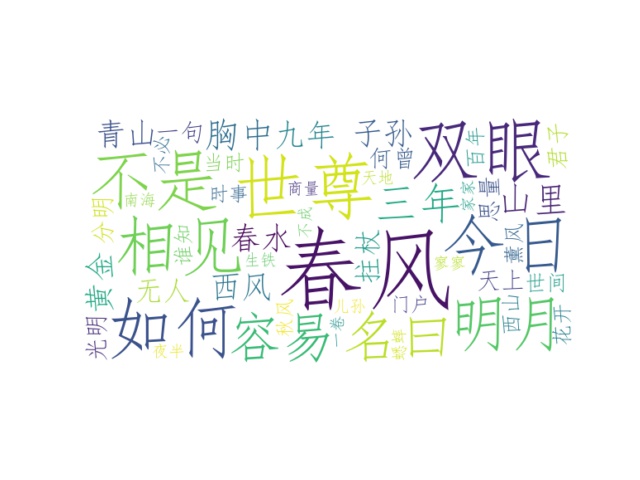 青山
一句
胸中
九年
子孙
双眼
不必
何曾
百年
君子
不是
当时
世尊
天地
三年
家家
思量
山里
分明
南海
时事
商量
不成
相见
谁知
春水
生铁
春风
拄杖
今日
薰风
黄金
无人
西风
寥寥
天上
世间
光明
如何
夜半
容易
秋风
儿孙
一卷
门户
名曰
蟋蟀
明月
西山
花开